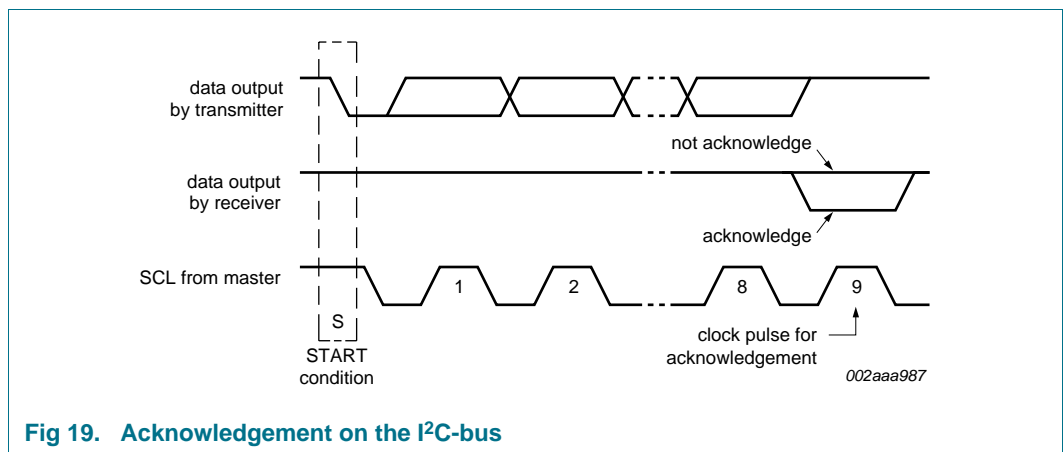 data output
by transmitter
not acknowledge
data output
by receiver
acknowledge
SCL from master
1
2
8
9
S
START
condition
clock pulse for
acknowledgement
002aaa987
Fig 19. Acknowledgement on the I²C-bus